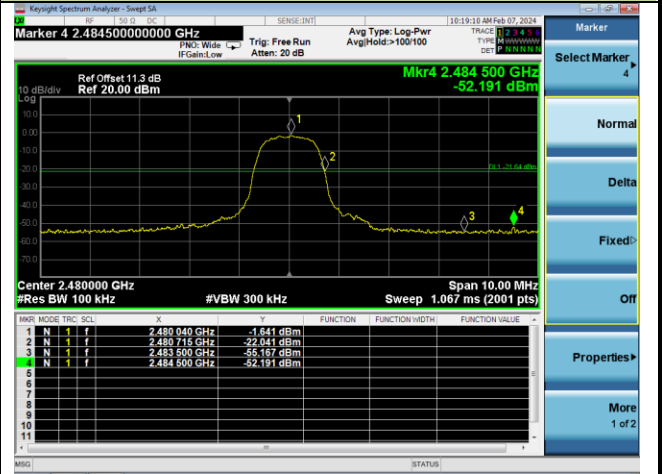 Keysight Spectrum Analyzer - Swept SA
RF 50 Ω DC SENSE:INT 10:19:10 AM Feb 07, 2024
Marker 4 2.484500000000 GHz
PNO: Wide
IFGain:Low
Trig: Free Run
Atten: 20 dB
Avg Type: Log-Pwr
Avg|Hold:>100/100
TRACE 1 2 3 4 5 6
TYPE M WWWWW
DET P N N N N N
Ref Offset 11.3 dB
10 dB/div Ref 20.00 dBm
Log
Mkr4 2.484 500 GHz
-52.191 dBm
10.0
0.00
-10.0
-20.0
-30.0
-40.0
-50.0
-60.0
-70.0
1
2
3
4
DL1 -21.64 dBm
Center 2.480000 GHz Span 10.00 MHz
#Res BW 100 kHz #VBW 300 kHz Sweep 1.067 ms (2001 pts)
MKR MODE TRC SCL X Y FUNCTION FUNCTION WIDTH FUNCTION VALUE
1 N 1 f 2.480 040 GHz -1.641 dBm
2 N 1 f 2.480 715 GHz -22.041 dBm
3 N 1 f 2.483 500 GHz -55.167 dBm
4 N 1 f 2.484 500 GHz -52.191 dBm
5
6
7
8
9
10
11
MSG STATUS
Marker
Select Marker
4
Normal
Delta
Fixed
Off
Properties
More
1 of 2